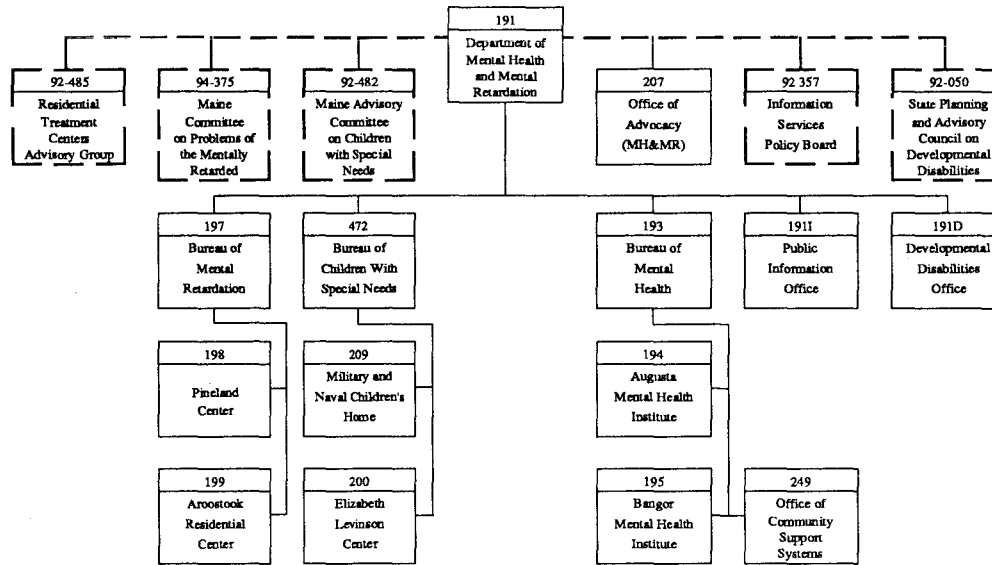 191
Department of
Mental Health
and Mental
Retardation
92-485
Residential
Treatment
Centers
Advisory Group
94-375
Maine
Committee
on Problems of
the Mentally
Retarded
92-482
Maine Advisory
Committee
on Children
with Special
Needs
207
Office of
Advocacy
(MH&MR)
92 357
Information
Services
Policy Board
92-050
State Planning
and Advisory
Council on
Developmental
Disabilities
197
Bureau of
Mental
Retardation
472
Bureau of
Children With
Special Needs
193
Bureau of
Mental
Health
191I
Public
Information
Office
191D
Developmental
Disabilities
Office
198
Pineland
Center
209
Military and
Naval Children's
Home
194
Augusta
Mental Health
Institute
199
Aroostook
Residential
Center
200
Elizabeth
Levinson
Center
195
Bangor
Mental Health
Institute
249
Office of
Community
Support
Systems